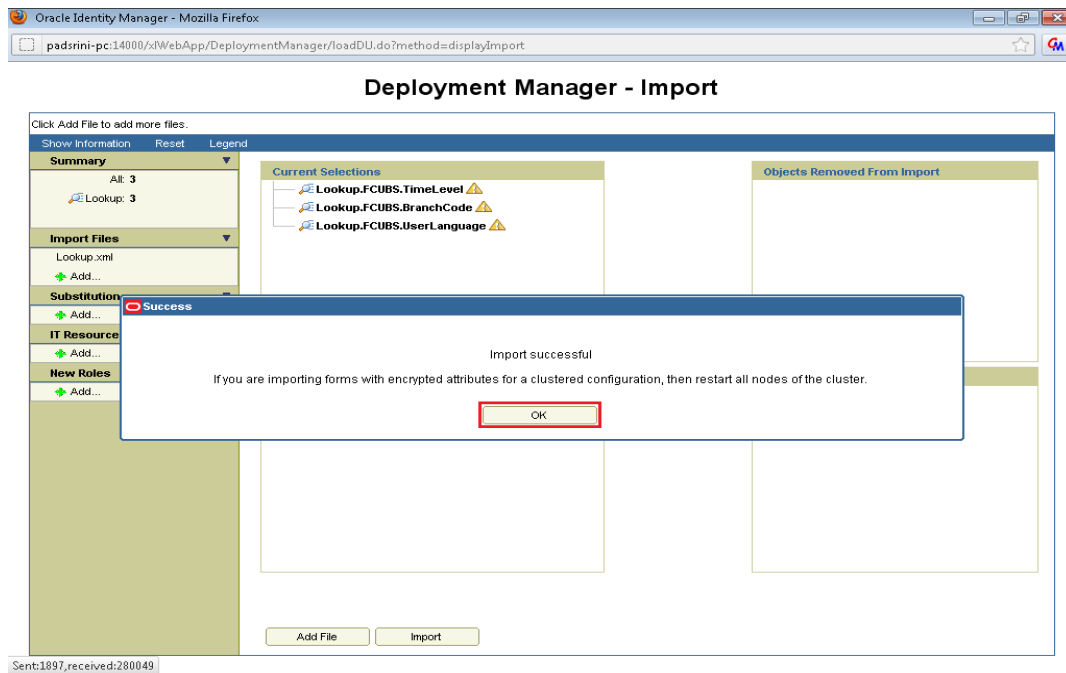 Oracle Identity Manager - Mozilla Firefox
padsrini-pc:14000/xlWebApp/DeploymentManager/loadDU.do?method=displayImport
GM
Deployment Manager - Import
Click Add File to add more files.
Show Information Reset Legend
Summary
All: 3
Lookup: 3
Import Files
Lookup.xml
Add...
Substitution
Add...
IT Resource
Add...
New Roles
Add...
Current Selections
Lookup.FCUBS.TimeLevel
Lookup.FCUBS.BranchCode
Lookup.FCUBS.UserLanguage
Objects Removed From Import
Success
Import successful
If you are importing forms with encrypted attributes for a clustered configuration, then restart all nodes of the cluster.
OK
Add File Import
Sent:1897,received:280049